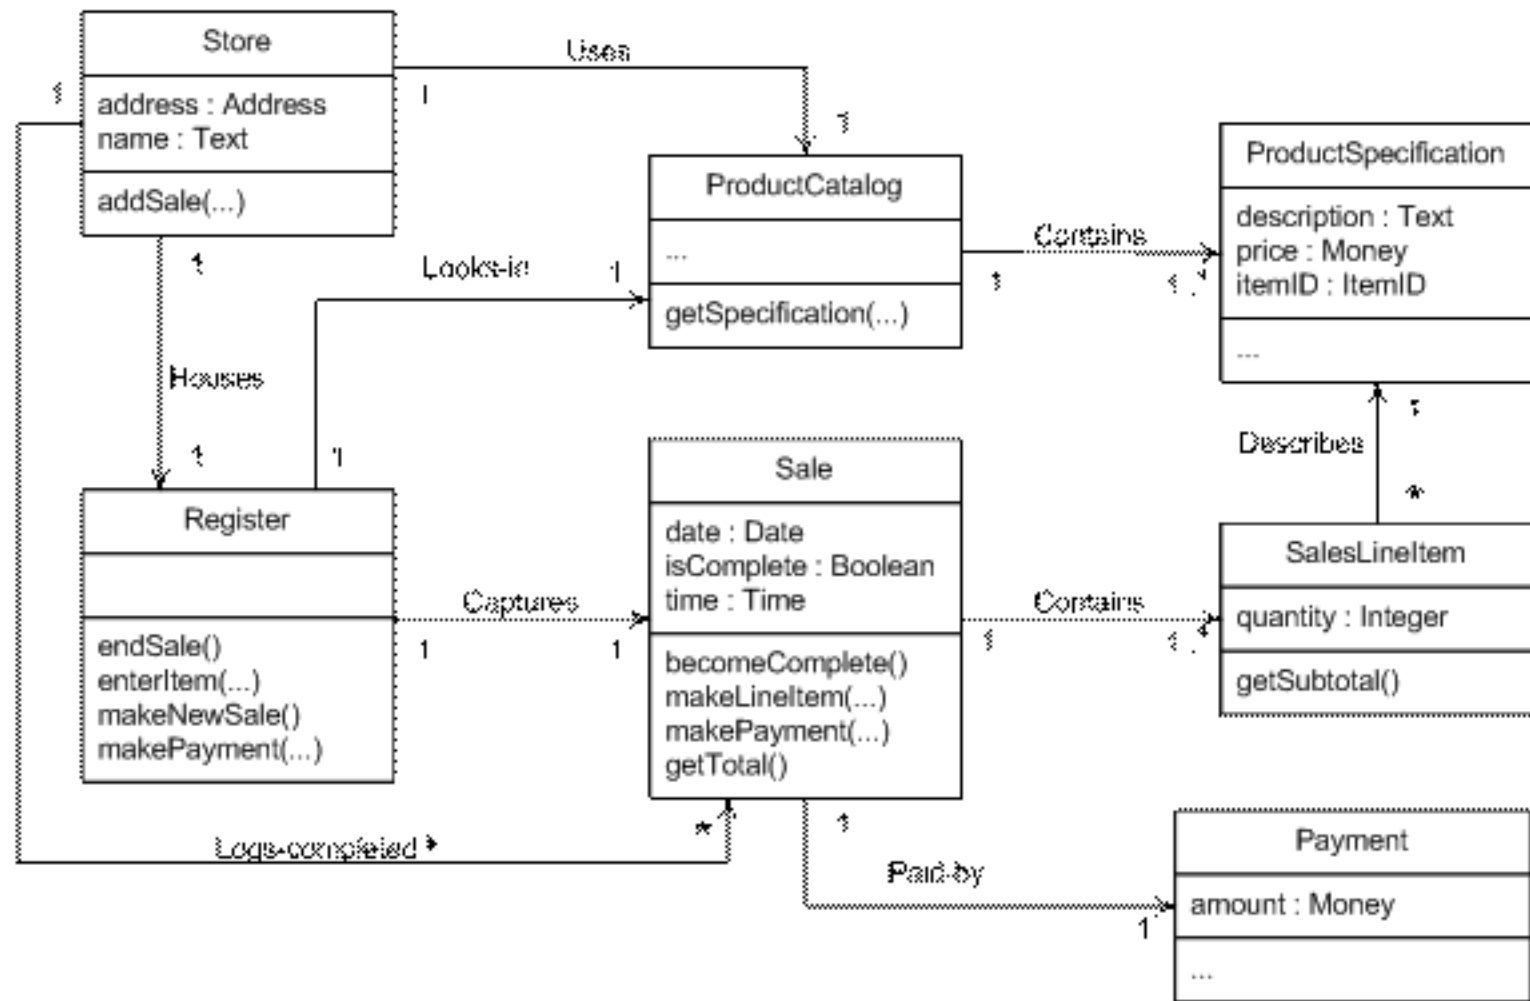 Store
address : Address
name : Text
addSale(...)
1
Uses
1
1
ProductCatalog
...
getSpecification(...)
Contains
1
1..*
ProductSpecification
description : Text
price : Money
itemID : ItemID
...
1
Looks-in
1
1
Houses
1
Describes
1
*
Register
endSale()
enterItem(...)
makeNewSale()
makePayment(...)
Captures
1
1
Sale
date : Date
isComplete : Boolean
time : Time
becomeComplete()
makeLineItem(...)
makePayment(...)
getTotal()
Contains
1
1..*
SalesLineItem
quantity : Integer
getSubtotal()
Logs-completed
*
1
Paid-by
1
Payment
amount : Money
...